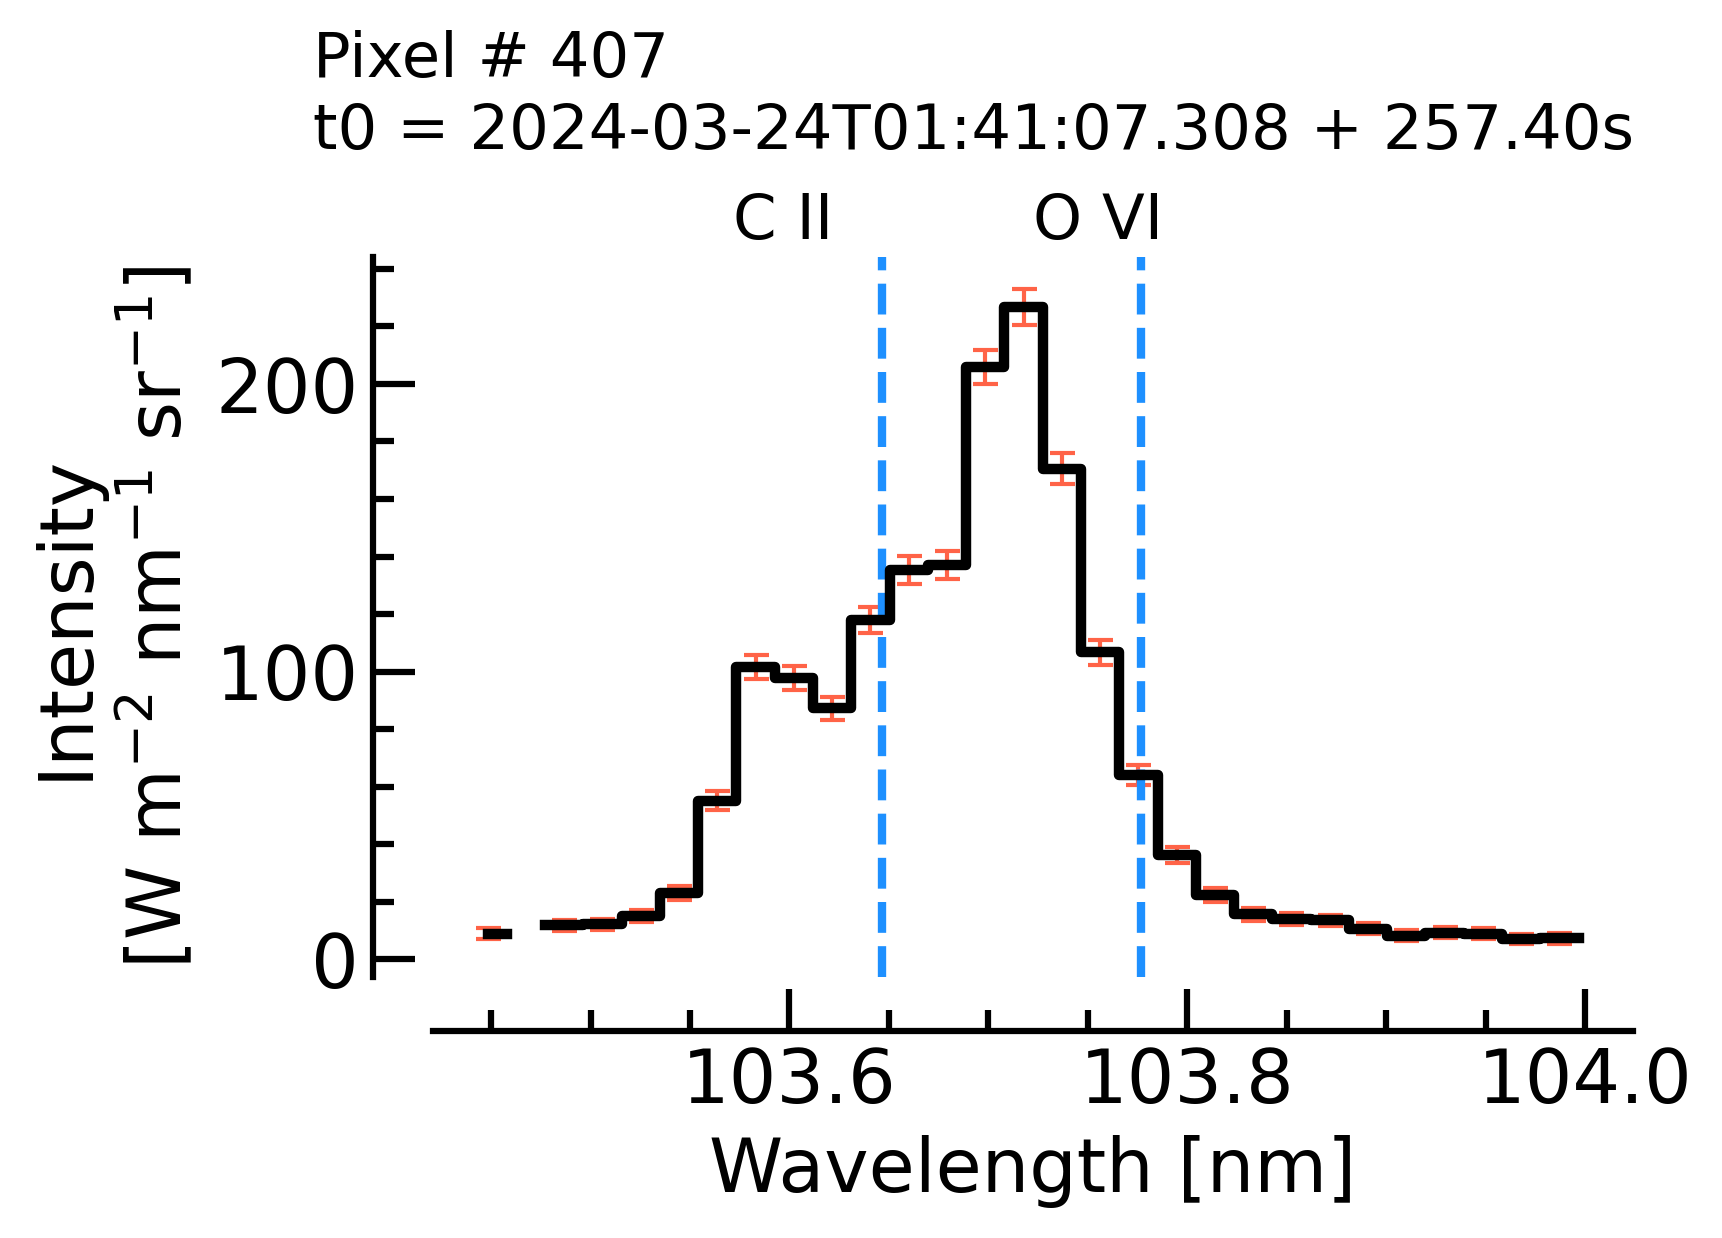 Pixel # 407
t0 = 2024-03-24T01:41:07.308 + 257.40s
C II O VI
Intensity
[W m⁻² nm⁻¹ sr⁻¹]
200
100
0
103.6 103.8 104.0
Wavelength [nm]